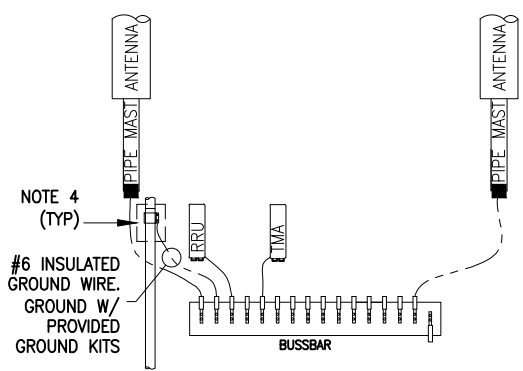 ANTENNA
ANTENNA
PIPE MAST
PIPE MAST
NOTE 4
(TYP)
RRU
TMA
#6 INSULATED
GROUND WIRE.
GROUND W/
PROVIDED
GROUND KITS
BUSSBAR